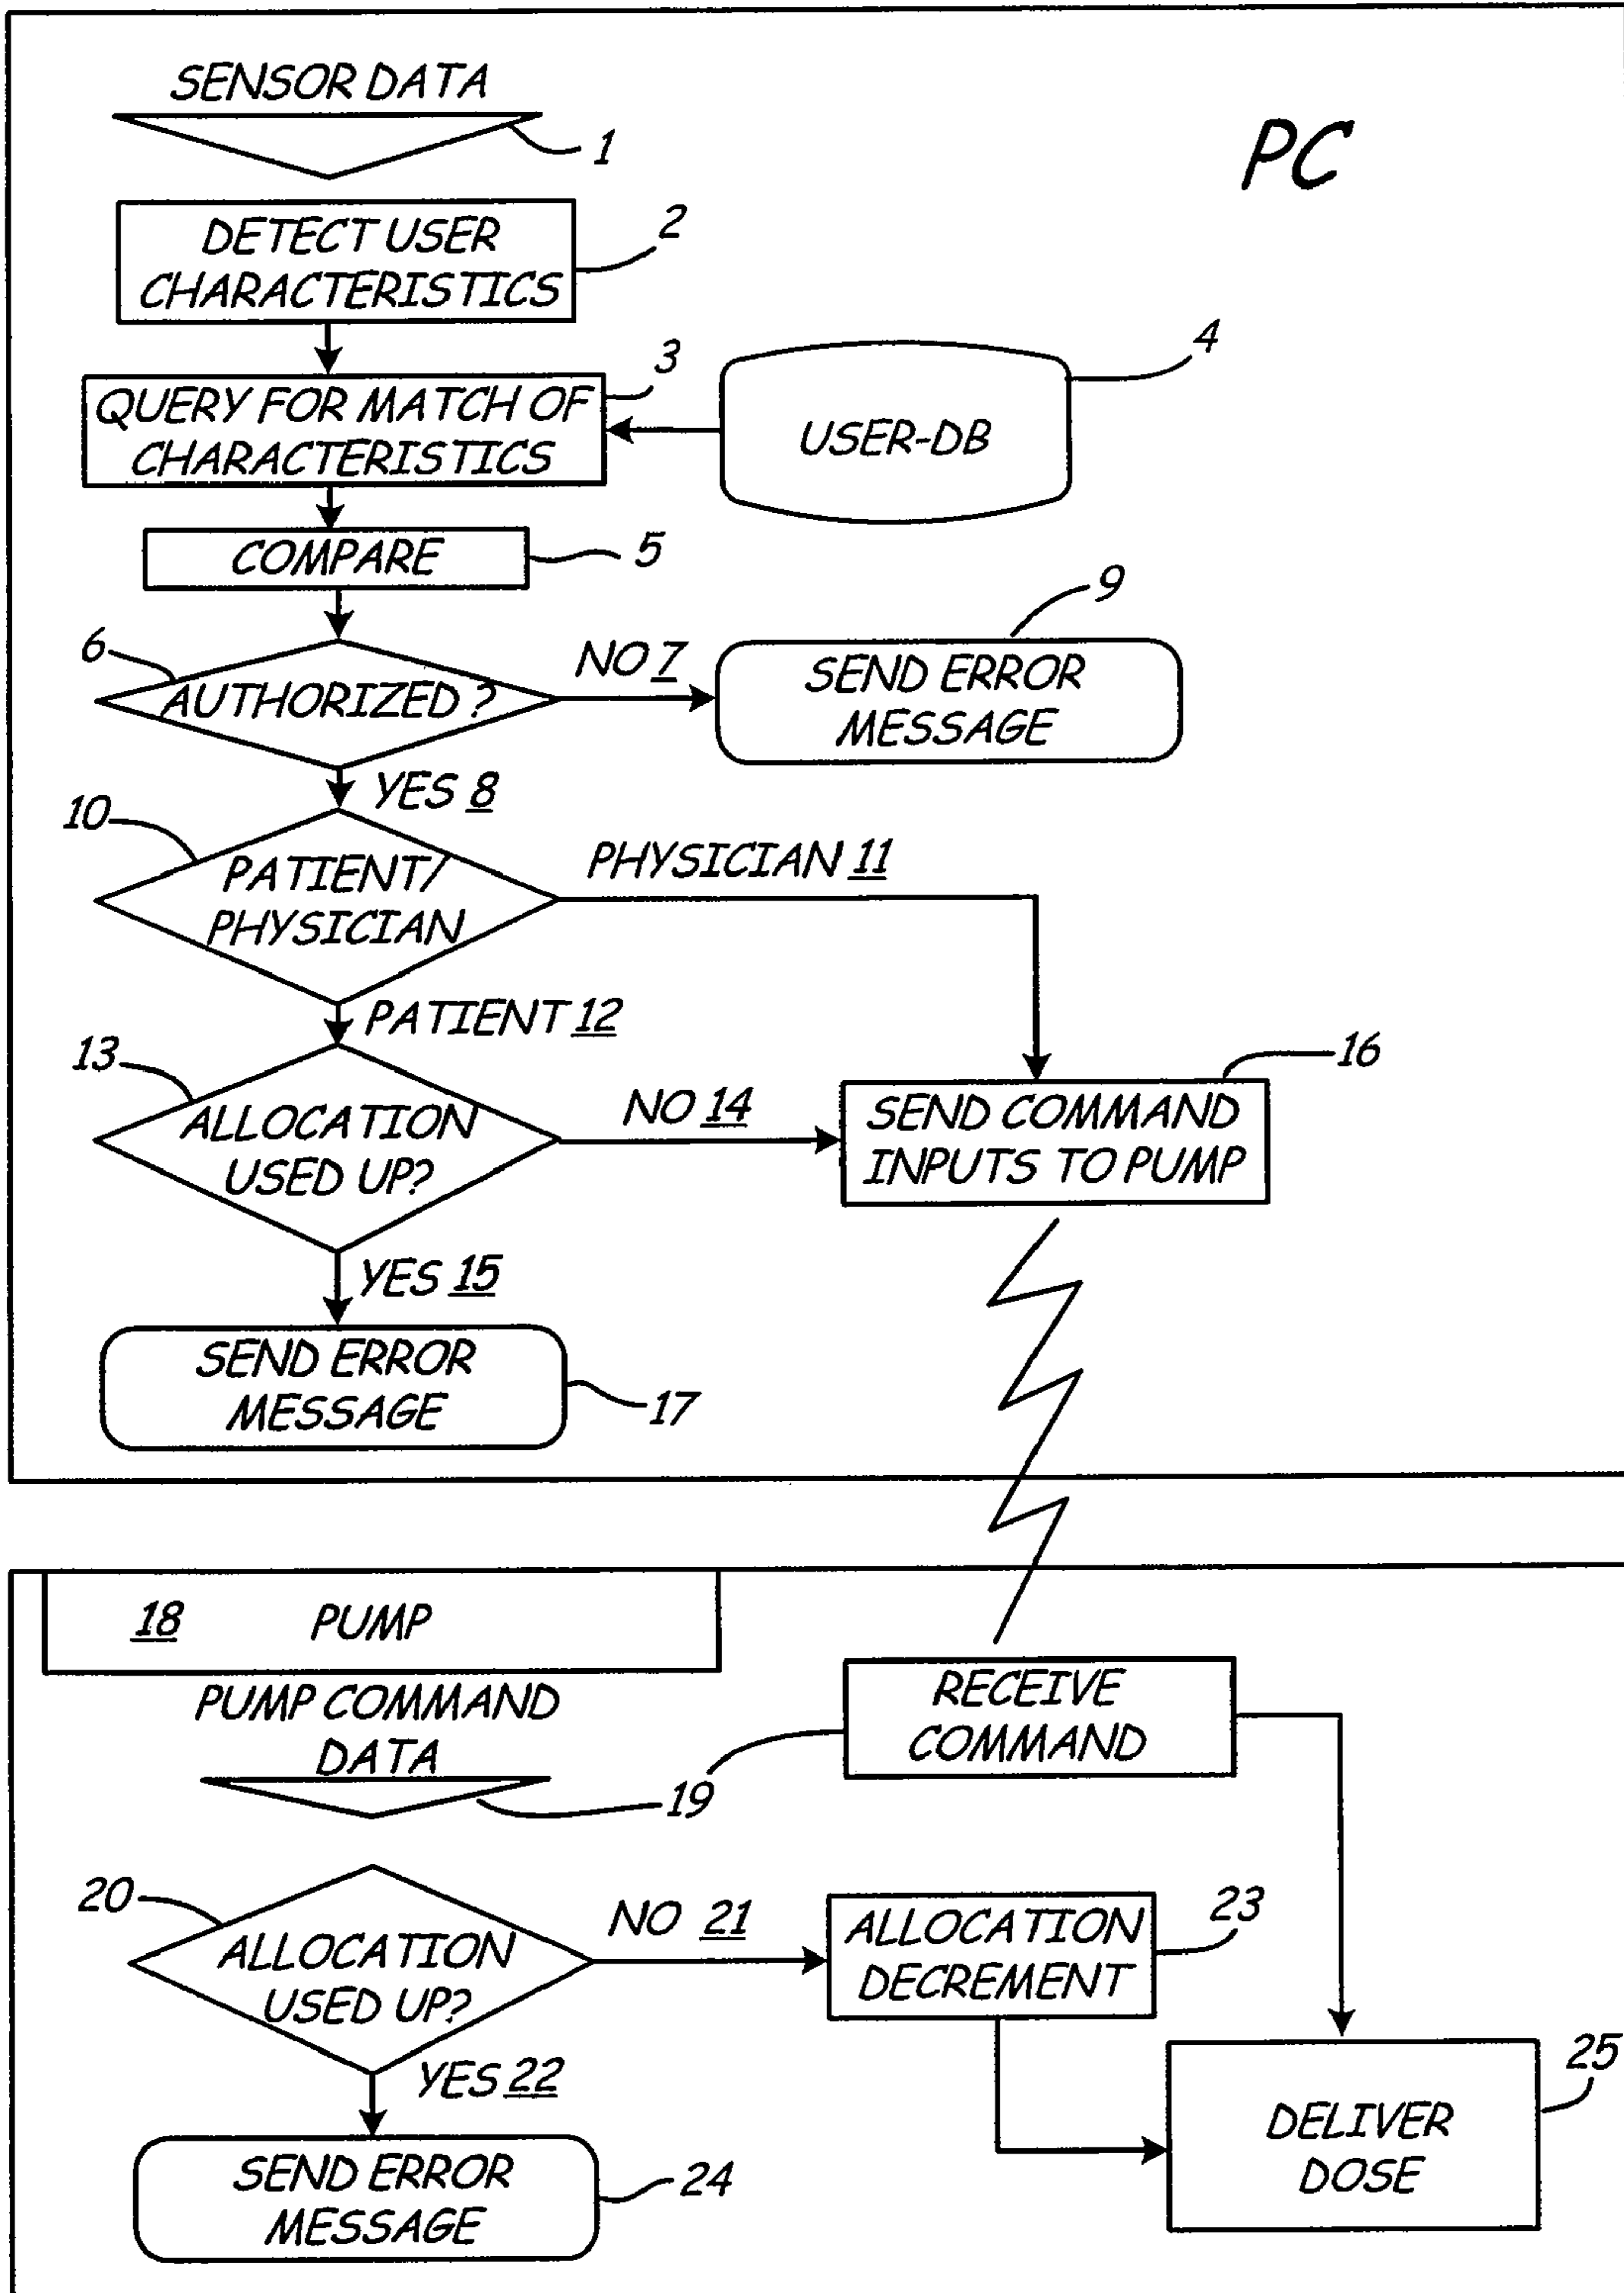 SENSOR DATA
PC
1
DETECT USER
CHARACTERISTICS
2
QUERY FOR MATCH OF
CHARACTERISTICS
3
USER-DB
4
COMPARE
5
6
AUTHORIZED ?
NO 7
SEND ERROR
MESSAGE
9
YES 8
10
PATIENT/
PHYSICIAN
PHYSICIAN 11
PATIENT 12
13
ALLOCATION
USED UP?
NO 14
SEND COMMAND
INPUTS TO PUMP
16
YES 15
SEND ERROR
MESSAGE
17
18 PUMP
PUMP COMMAND
DATA
19
RECEIVE
COMMAND
20
ALLOCATION
USED UP?
NO 21
ALLOCATION
DECREMENT
23
YES 22
SEND ERROR
MESSAGE
24
DELIVER
DOSE
25